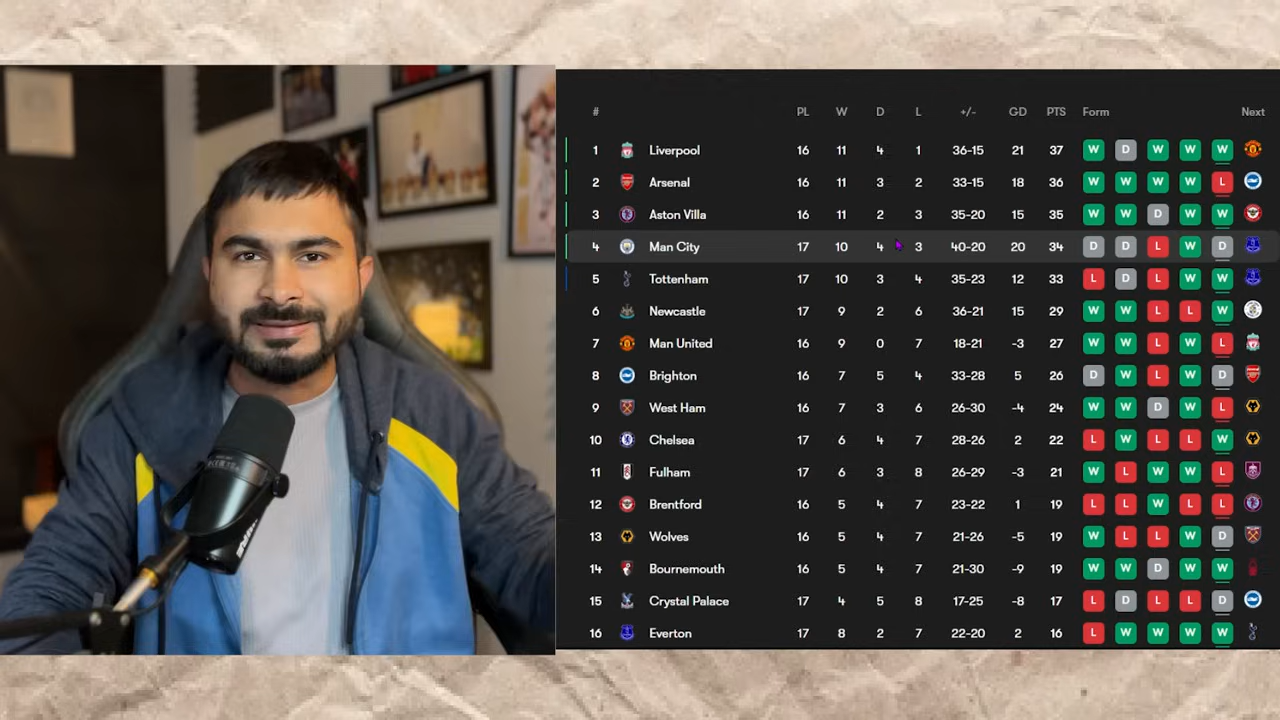 # PL W D L +/- GD PTS Form Next
1 Liverpool 16 11 4 1 36-15 21 37 W D W W W
2 Arsenal 16 11 3 2 33-15 18 36 W W W W L
3 Aston Villa 16 11 2 3 35-20 15 35 W W D W W
4 Man City 17 10 4 3 40-20 20 34 D D L W D
5 Tottenham 17 10 3 4 35-23 12 33 L D L W W
6 Newcastle 17 9 2 6 36-21 15 29 W W L L W
7 Man United 16 9 0 7 18-21 -3 27 W W L W L
8 Brighton 16 7 5 4 33-28 5 26 D W L W D
9 West Ham 16 7 3 6 26-30 -4 24 W W D W L
10 Chelsea 17 6 4 7 28-26 2 22 L W L L W
11 Fulham 17 6 3 8 26-29 -3 21 W L W W L
12 Brentford 16 5 4 7 23-22 1 19 L L W L L
13 Wolves 16 5 4 7 21-26 -5 19 W L L W D
14 Bournemouth 16 5 4 7 21-30 -9 19 W W D W W
15 Crystal Palace 17 4 5 8 17-25 -8 17 L D L L D
16 Everton 17 8 2 7 22-20 2 16 L W W W W